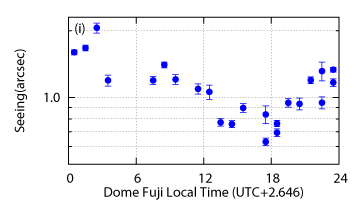 (i)
Seeing(arcsec)
1.0
0 6 12 18 24
Dome Fuji Local Time (UTC+2.646)